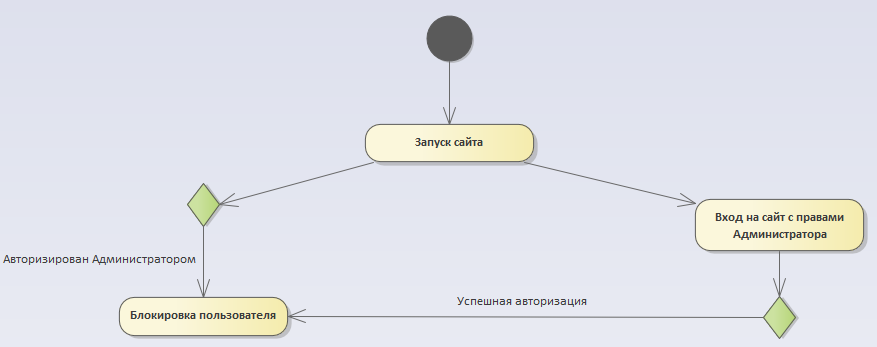 Запуск сайта
Вход на сайт с правами
Администратора
Авторизирован Администратором
Успешная авторизация
Блокировка пользователя